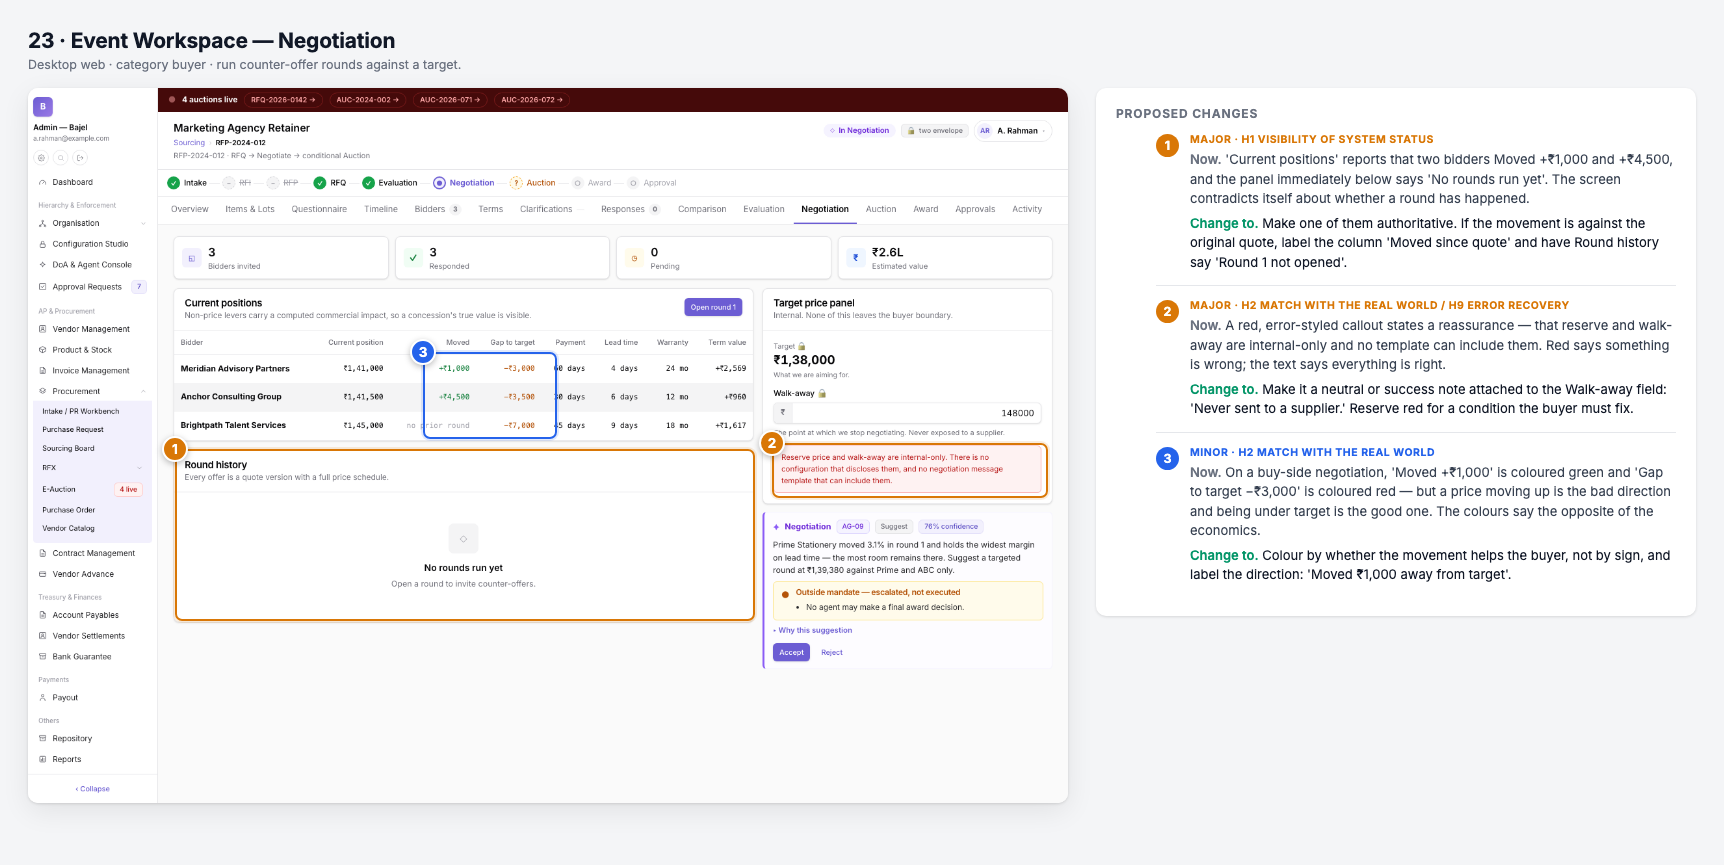 23 · Event Workspace — Negotiation
Desktop web · category buyer · run counter-offer rounds against a target.
B
Admin — Bajel
a.rahman@example.com
Dashboard
Hierarchy & Enforcement
Organisation
Configuration Studio
DoA & Agent Console
Approval Requests 7
AP & Procurement
Vendor Management
Product & Stock
Invoice Management
Procurement
Intake / PR Workbench
Purchase Request
Sourcing Board
RFX
E-Auction 4 live
Purchase Order
Vendor Catalog
Contract Management
Vendor Advance
Treasury & Finances
Account Payables
Vendor Settlements
Bank Guarantee
Payments
Payout
Others
Repository
Reports
‹ Collapse
4 auctions live RFQ-2026-0142 → AUC-2024-002 → AUC-2026-071 → AUC-2026-072 →
Marketing Agency Retainer
Sourcing · RFP-2024-012
RFP-2024-012 · RFQ → Negotiate → conditional Auction
In Negotiation two envelope AR A. Rahman
Intake RFI RFP RFQ Evaluation Negotiation ? Auction Award Approval
Overview Items & Lots Questionnaire Timeline Bidders 3 Terms Clarifications Responses 0 Comparison Evaluation Negotiation Auction Award Approvals Activity
3
Bidders invited
3
Responded
0
Pending
₹ ₹2.6L
Estimated value
Current positions
Non-price levers carry a computed commercial impact, so a concession's true value is visible.
Open round 1
Bidder Current position Moved Gap to target Payment Lead time Warranty Term value
Meridian Advisory Partners ₹1,41,000 +₹1,000 −₹3,000 0 days 4 days 24 mo +₹2,569
Anchor Consulting Group ₹1,41,500 +₹4,500 −₹3,500 0 days 6 days 12 mo +₹960
Brightpath Talent Services ₹1,45,000 no prior round −₹7,000 5 days 9 days 18 mo +₹1,617
3
1
Round history
Every offer is a quote version with a full price schedule.
No rounds run yet
Open a round to invite counter-offers.
Target price panel
Internal. None of this leaves the buyer boundary.
Target
₹1,38,000
What we are aiming for.
Walk-away
₹ 148000
point at which we stop negotiating. Never exposed to a supplier.
2
Reserve price and walk-away are internal-only. There is no
configuration that discloses them, and no negotiation message
template that can include them.
Negotiation AG-09 Suggest 76% confidence
Prime Stationery moved 3.1% in round 1 and holds the widest margin
on lead time — the most room remains there. Suggest a targeted
round at ₹1,39,380 against Prime and ABC only.
Outside mandate — escalated, not executed
• No agent may make a final award decision.
Why this suggestion
Accept Reject
PROPOSED CHANGES
1 MAJOR · H1 VISIBILITY OF SYSTEM STATUS
Now. 'Current positions' reports that two bidders Moved +₹1,000 and +₹4,500,
and the panel immediately below says 'No rounds run yet'. The screen
contradicts itself about whether a round has happened.
Change to. Make one of them authoritative. If the movement is against the
original quote, label the column 'Moved since quote' and have Round history
say 'Round 1 not opened'.
2 MAJOR · H2 MATCH WITH THE REAL WORLD / H9 ERROR RECOVERY
Now. A red, error-styled callout states a reassurance — that reserve and walk-
away are internal-only and no template can include them. Red says something
is wrong; the text says everything is right.
Change to. Make it a neutral or success note attached to the Walk-away field:
'Never sent to a supplier.' Reserve red for a condition the buyer must fix.
3 MINOR · H2 MATCH WITH THE REAL WORLD
Now. On a buy-side negotiation, 'Moved +₹1,000' is coloured green and 'Gap
to target −₹3,000' is coloured red — but a price moving up is the bad direction
and being under target is the good one. The colours say the opposite of the
economics.
Change to. Colour by whether the movement helps the buyer, not by sign, and
label the direction: 'Moved ₹1,000 away from target'.